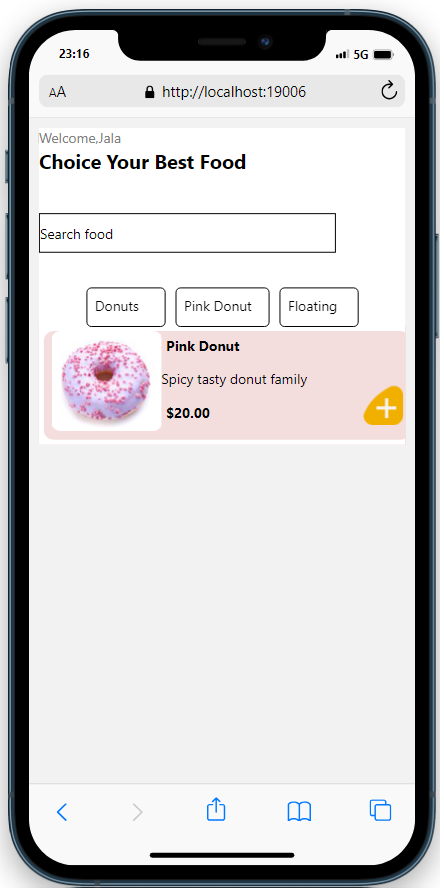 23:16 5G
AA http://localhost:19006
Welcome,Jala
Choice Your Best Food
Search food
Donuts Pink Donut Floating
Pink Donut
Spicy tasty donut family
$20.00